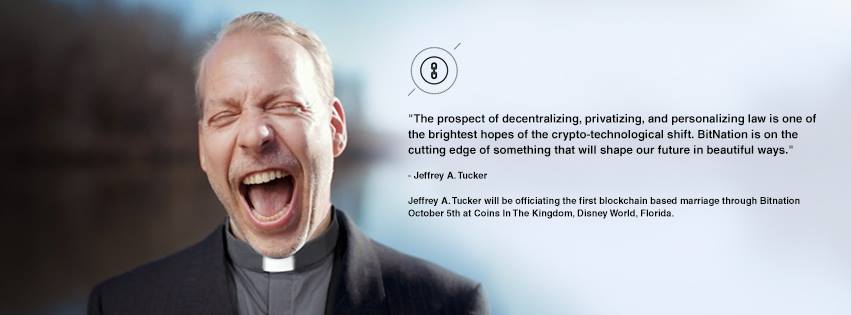 "The prospect of decentralizing, privatizing, and personalizing law is one of
the brightest hopes of the crypto-technological shift. BitNation is on the
cutting edge of something that will shape our future in beautiful ways."
- Jeffrey A. Tucker
Jeffrey A. Tucker will be officiating the first blockchain based marriage through Bitnation
October 5th at Coins In The Kingdom, Disney World, Florida.